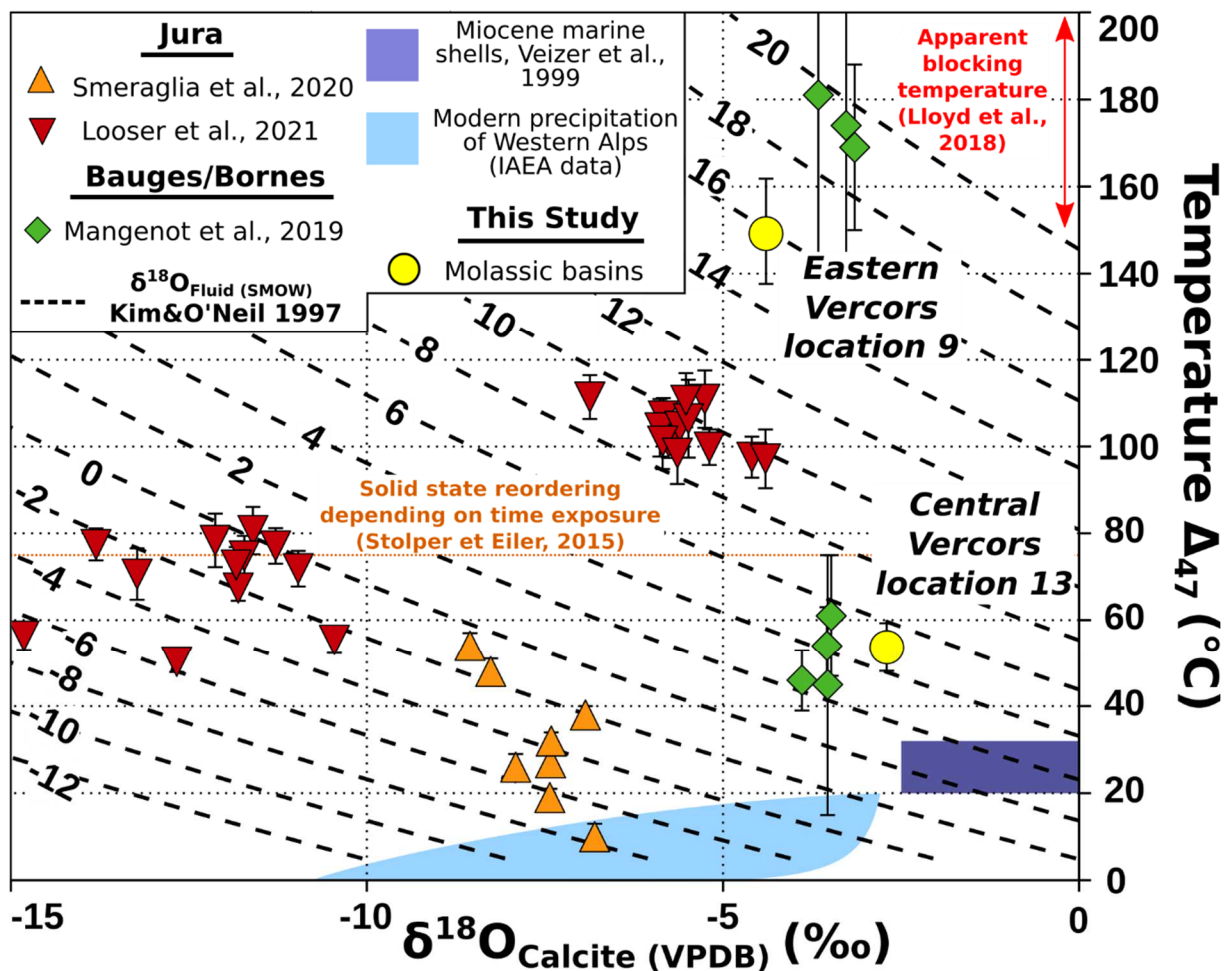 Jura
Smeraglia et al., 2020
Looser et al., 2021
Bauges/Bornes
Mangenot et al., 2019
δ¹⁸O Fluid (SMOW)
Kim&O'Neil 1997
Miocene marine
shells, Veizer et al.,
1999
Modern precipitation
of Western Alps
(IAEA data)
This Study
Molassic basins
Apparent
blocking
temperature
(Lloyd et al.,
2018)
20
18
16
14
12
10
8
6
4
2
0
2
4
6
8
10
12
Eastern
Vercors
location 9
Solid state reordering
depending on time exposure
(Stolper et Eiler, 2015)
Central
Vercors
location 13
200
180
160
140
120
100
80
60
40
20
0
Temperature Δ₄₇ (°C)
-15
-10
-5
0
δ¹⁸O Calcite (VPDB) (‰)